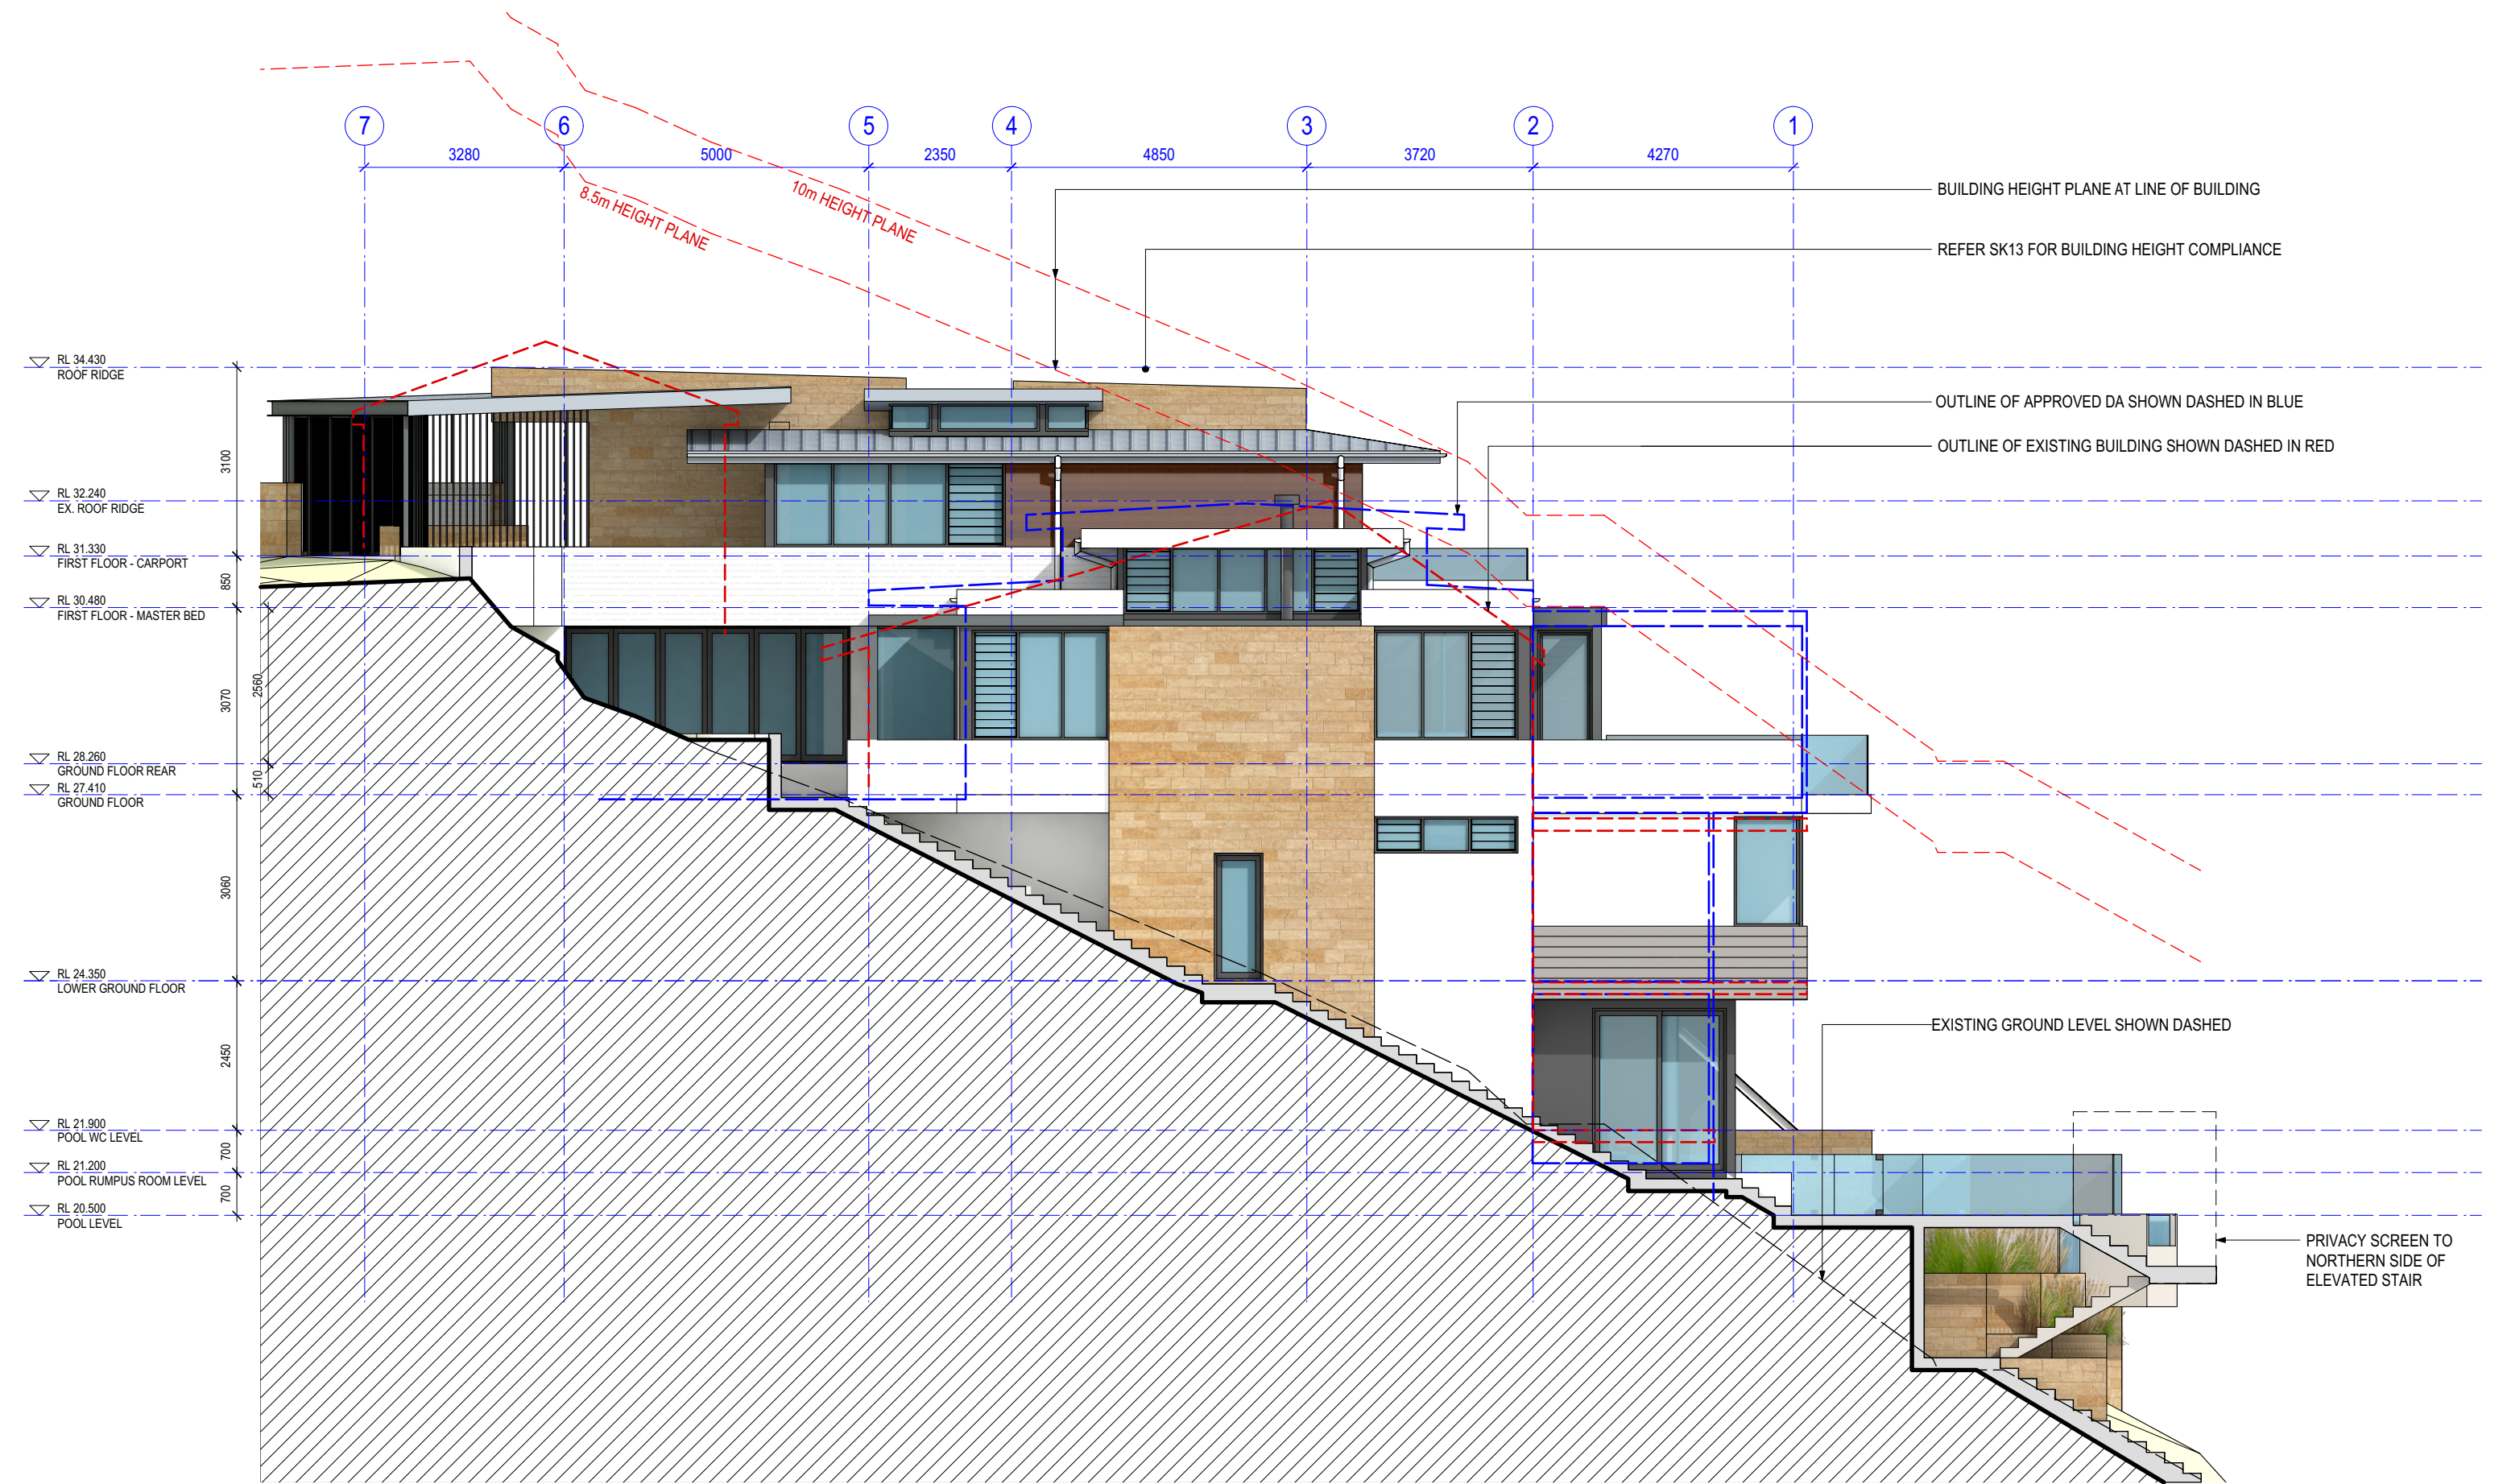 7
6
5
4
3
2
1
3280
5000
2350
4850
3720
4270
8.5m HEIGHT PLANE
10m HEIGHT PLANE
BUILDING HEIGHT PLANE AT LINE OF BUILDING
REFER SK13 FOR BUILDING HEIGHT COMPLIANCE
OUTLINE OF APPROVED DA SHOWN DASHED IN BLUE
OUTLINE OF EXISTING BUILDING SHOWN DASHED IN RED
EXISTING GROUND LEVEL SHOWN DASHED
PRIVACY SCREEN TO
NORTHERN SIDE OF
ELEVATED STAIR
RL 34.430
ROOF RIDGE
3100
RL 32.240
EX. ROOF RIDGE
RL 31.330
FIRST FLOOR - CARPORT
850
RL 30.480
FIRST FLOOR - MASTER BED
3070
2560
RL 28.260
GROUND FLOOR REAR
510
RL 27.410
GROUND FLOOR
3060
RL 24.350
LOWER GROUND FLOOR
2450
RL 21.900
POOL WC LEVEL
700
RL 21.200
POOL RUMPUS ROOM LEVEL
700
RL 20.500
POOL LEVEL